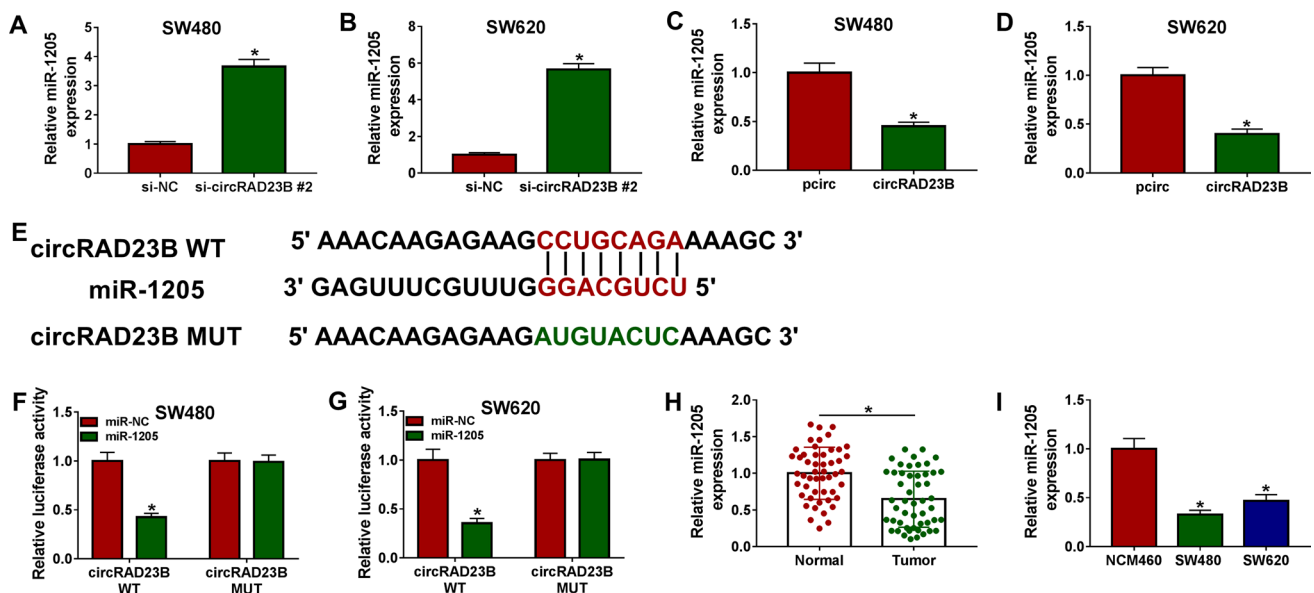 A
SW480
Relative miR-1205
expression
5
4
3
2
1
0
*
si-NC
si-circRAD23B #2
B
SW620
Relative miR-1205
expression
8
6
4
2
0
*
si-NC
si-circRAD23B #2
C
SW480
Relative miR-1205
expression
1.5
1.0
0.5
0.0
*
pcirc
circRAD23B
D
SW620
Relative miR-1205
expression
1.5
1.0
0.5
0.0
*
pcirc
circRAD23B
E
circRAD23B WT 5' AAACAAGAGAAGCCUGCAGAAAAGC 3'
miR-1205 3' GAGUUUCGUUUGGGACGUCU 5'
circRAD23B MUT 5' AAACAAGAGAAGAUGUACUCAAAGC 3'
F
SW480
Relative luciferase activity
miR-NC
miR-1205
1.5
1.0
0.5
0.0
*
circRAD23B
WT
circRAD23B
MUT
G
SW620
Relative luciferase activity
miR-NC
miR-1205
1.5
1.0
0.5
0.0
*
circRAD23B
WT
circRAD23B
MUT
H
Relative miR-1205
expression
2.0
1.5
1.0
0.5
0.0
*
Normal
Tumor
I
Relative miR-1205
expression
1.5
1.0
0.5
0.0
*
*
NCM460
SW480
SW620